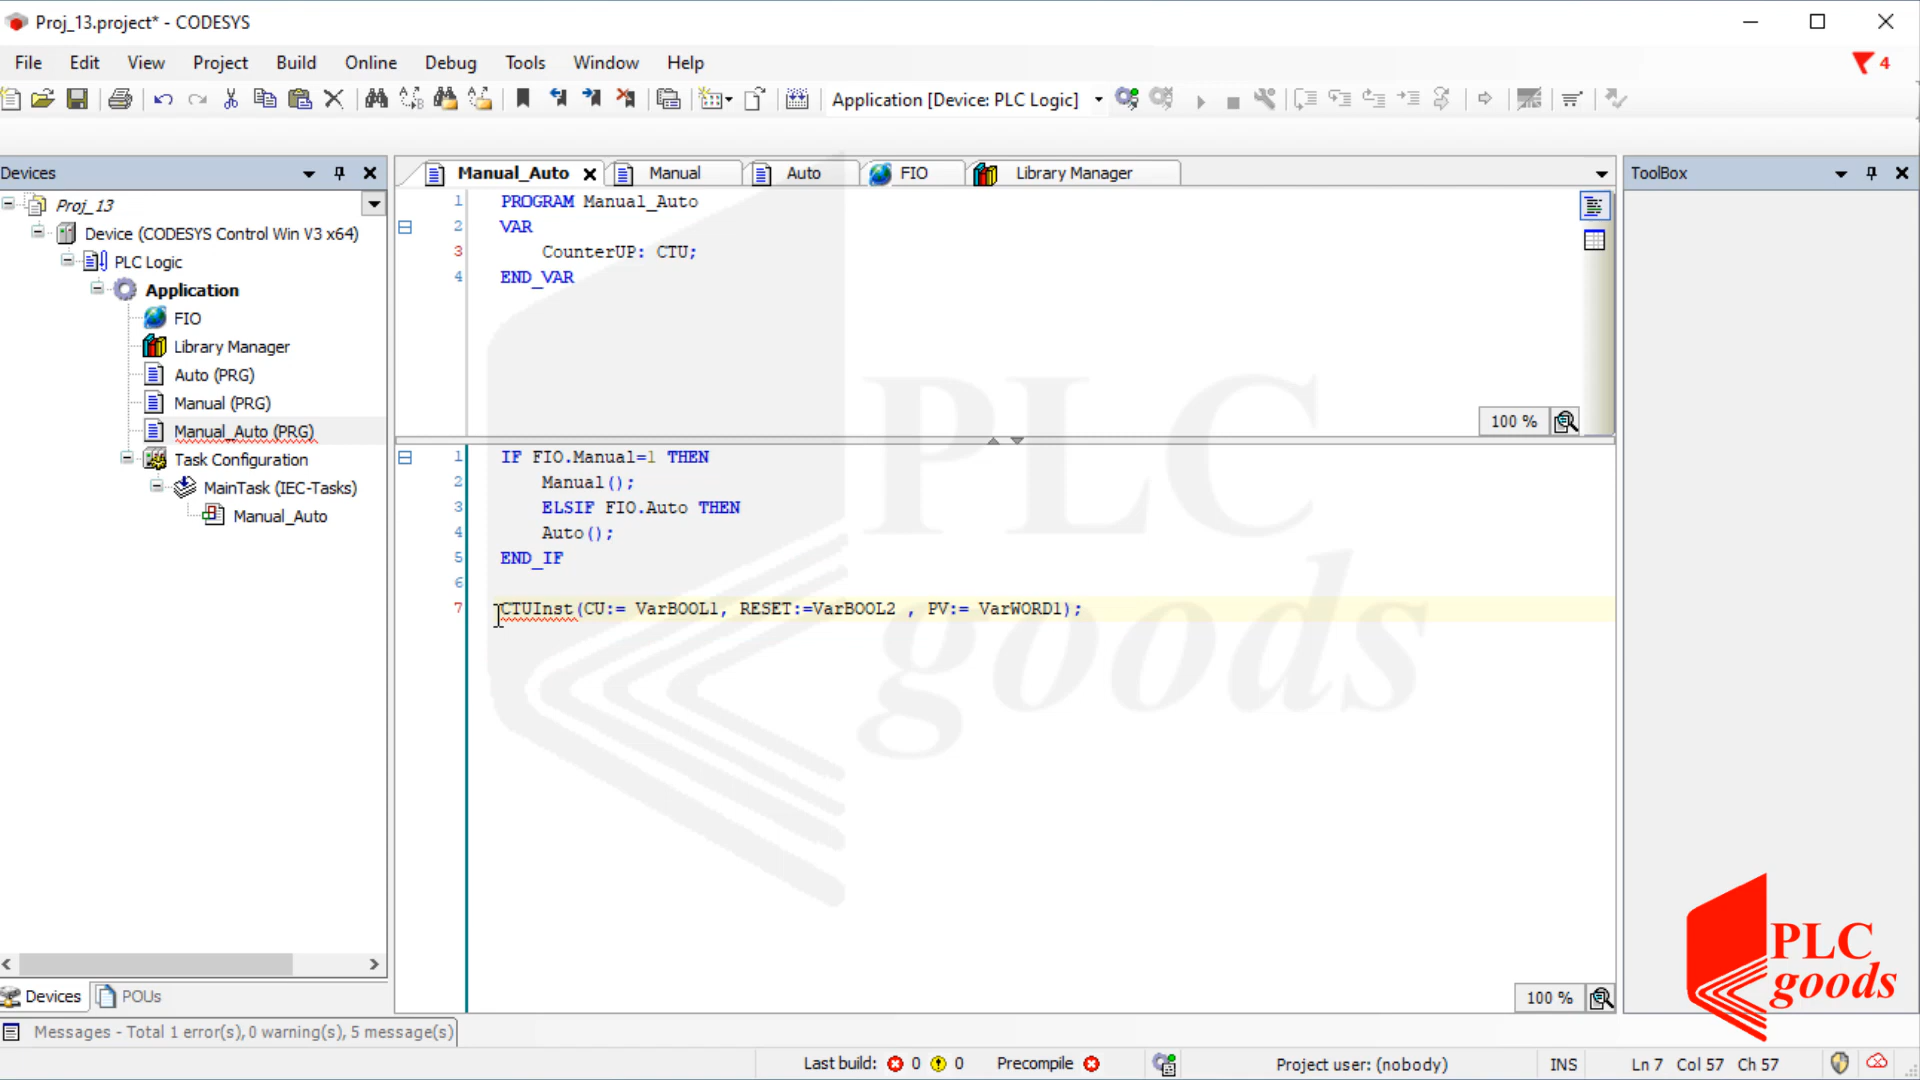 Proj_13.project* - CODESYS
File Edit View Project Build Online Debug Tools Window Help
4
Application [Device: PLC Logic]
Devices
Manual_Auto Manual Auto FIO Library Manager
ToolBox
Proj_13
Device (CODESYS Control Win V3 x64)
PLC Logic
Application
FIO
Library Manager
Auto (PRG)
Manual (PRG)
Manual_Auto (PRG)
Task Configuration
MainTask (IEC-Tasks)
Manual_Auto
1 PROGRAM Manual_Auto
2 VAR
3 CounterUP: CTU;
4 END_VAR
100 %
1 IF FIO.Manual=1 THEN
2 Manual();
3 ELSIF FIO.Auto THEN
4 Auto();
5 END_IF
6
7 CTUInst(CU:= VarBOOL1, RESET:=VarBOOL2 , PV:= VarWORD1);
PLC
goods
100 %
PLC
goods
Devices POUs
Messages - Total 1 error(s), 0 warning(s), 5 message(s)
Last build: 0 0 Precompile Project user: (nobody) INS Ln 7 Col 57 Ch 57